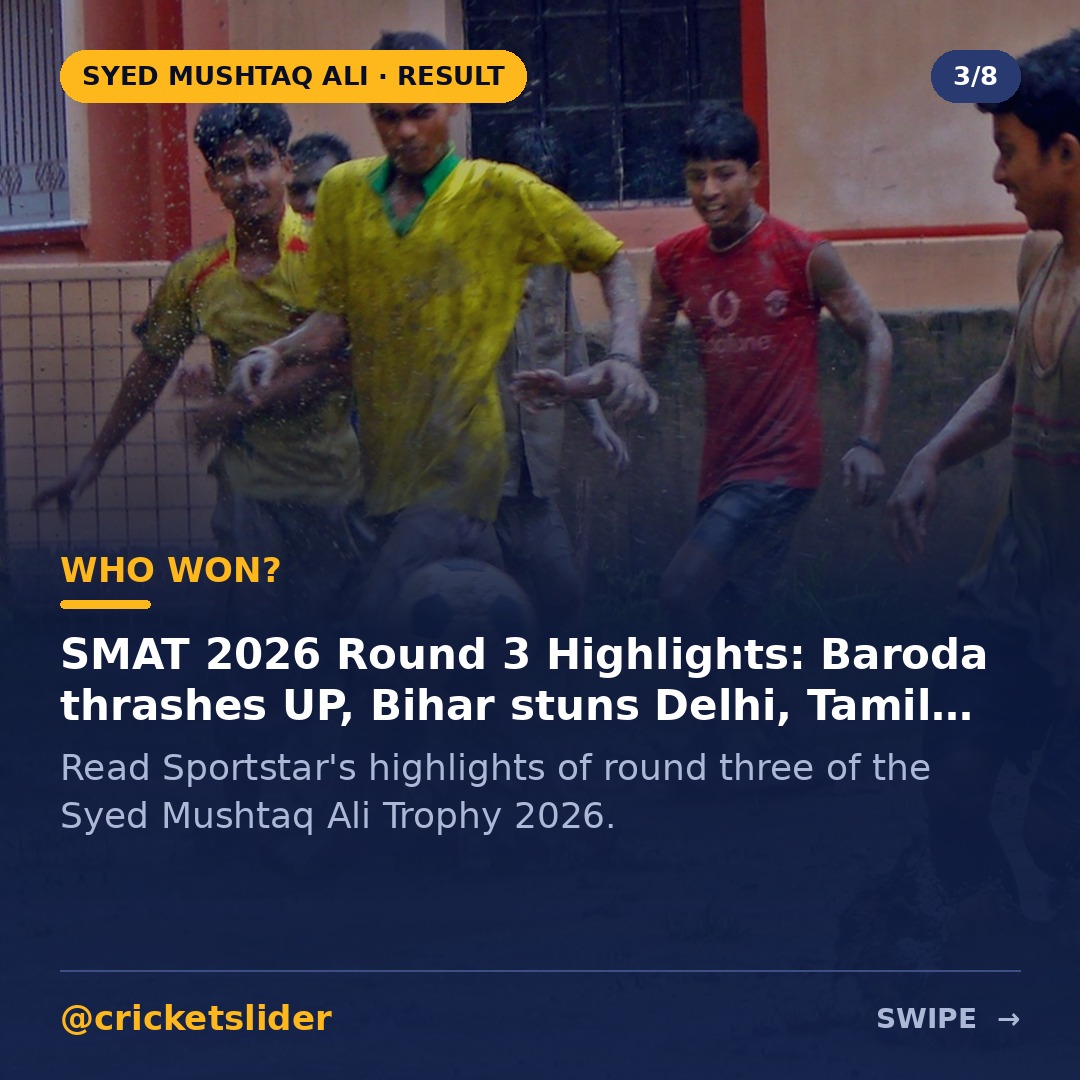 SYED MUSHTAQ ALI · RESULT
3/8
vodafone
WHO WON?
SMAT 2026 Round 3 Highlights: Baroda
thrashes UP, Bihar stuns Delhi, Tamil...
Read Sportstar's highlights of round three of the
Syed Mushtaq Ali Trophy 2026.
@cricketslider
SWIPE →